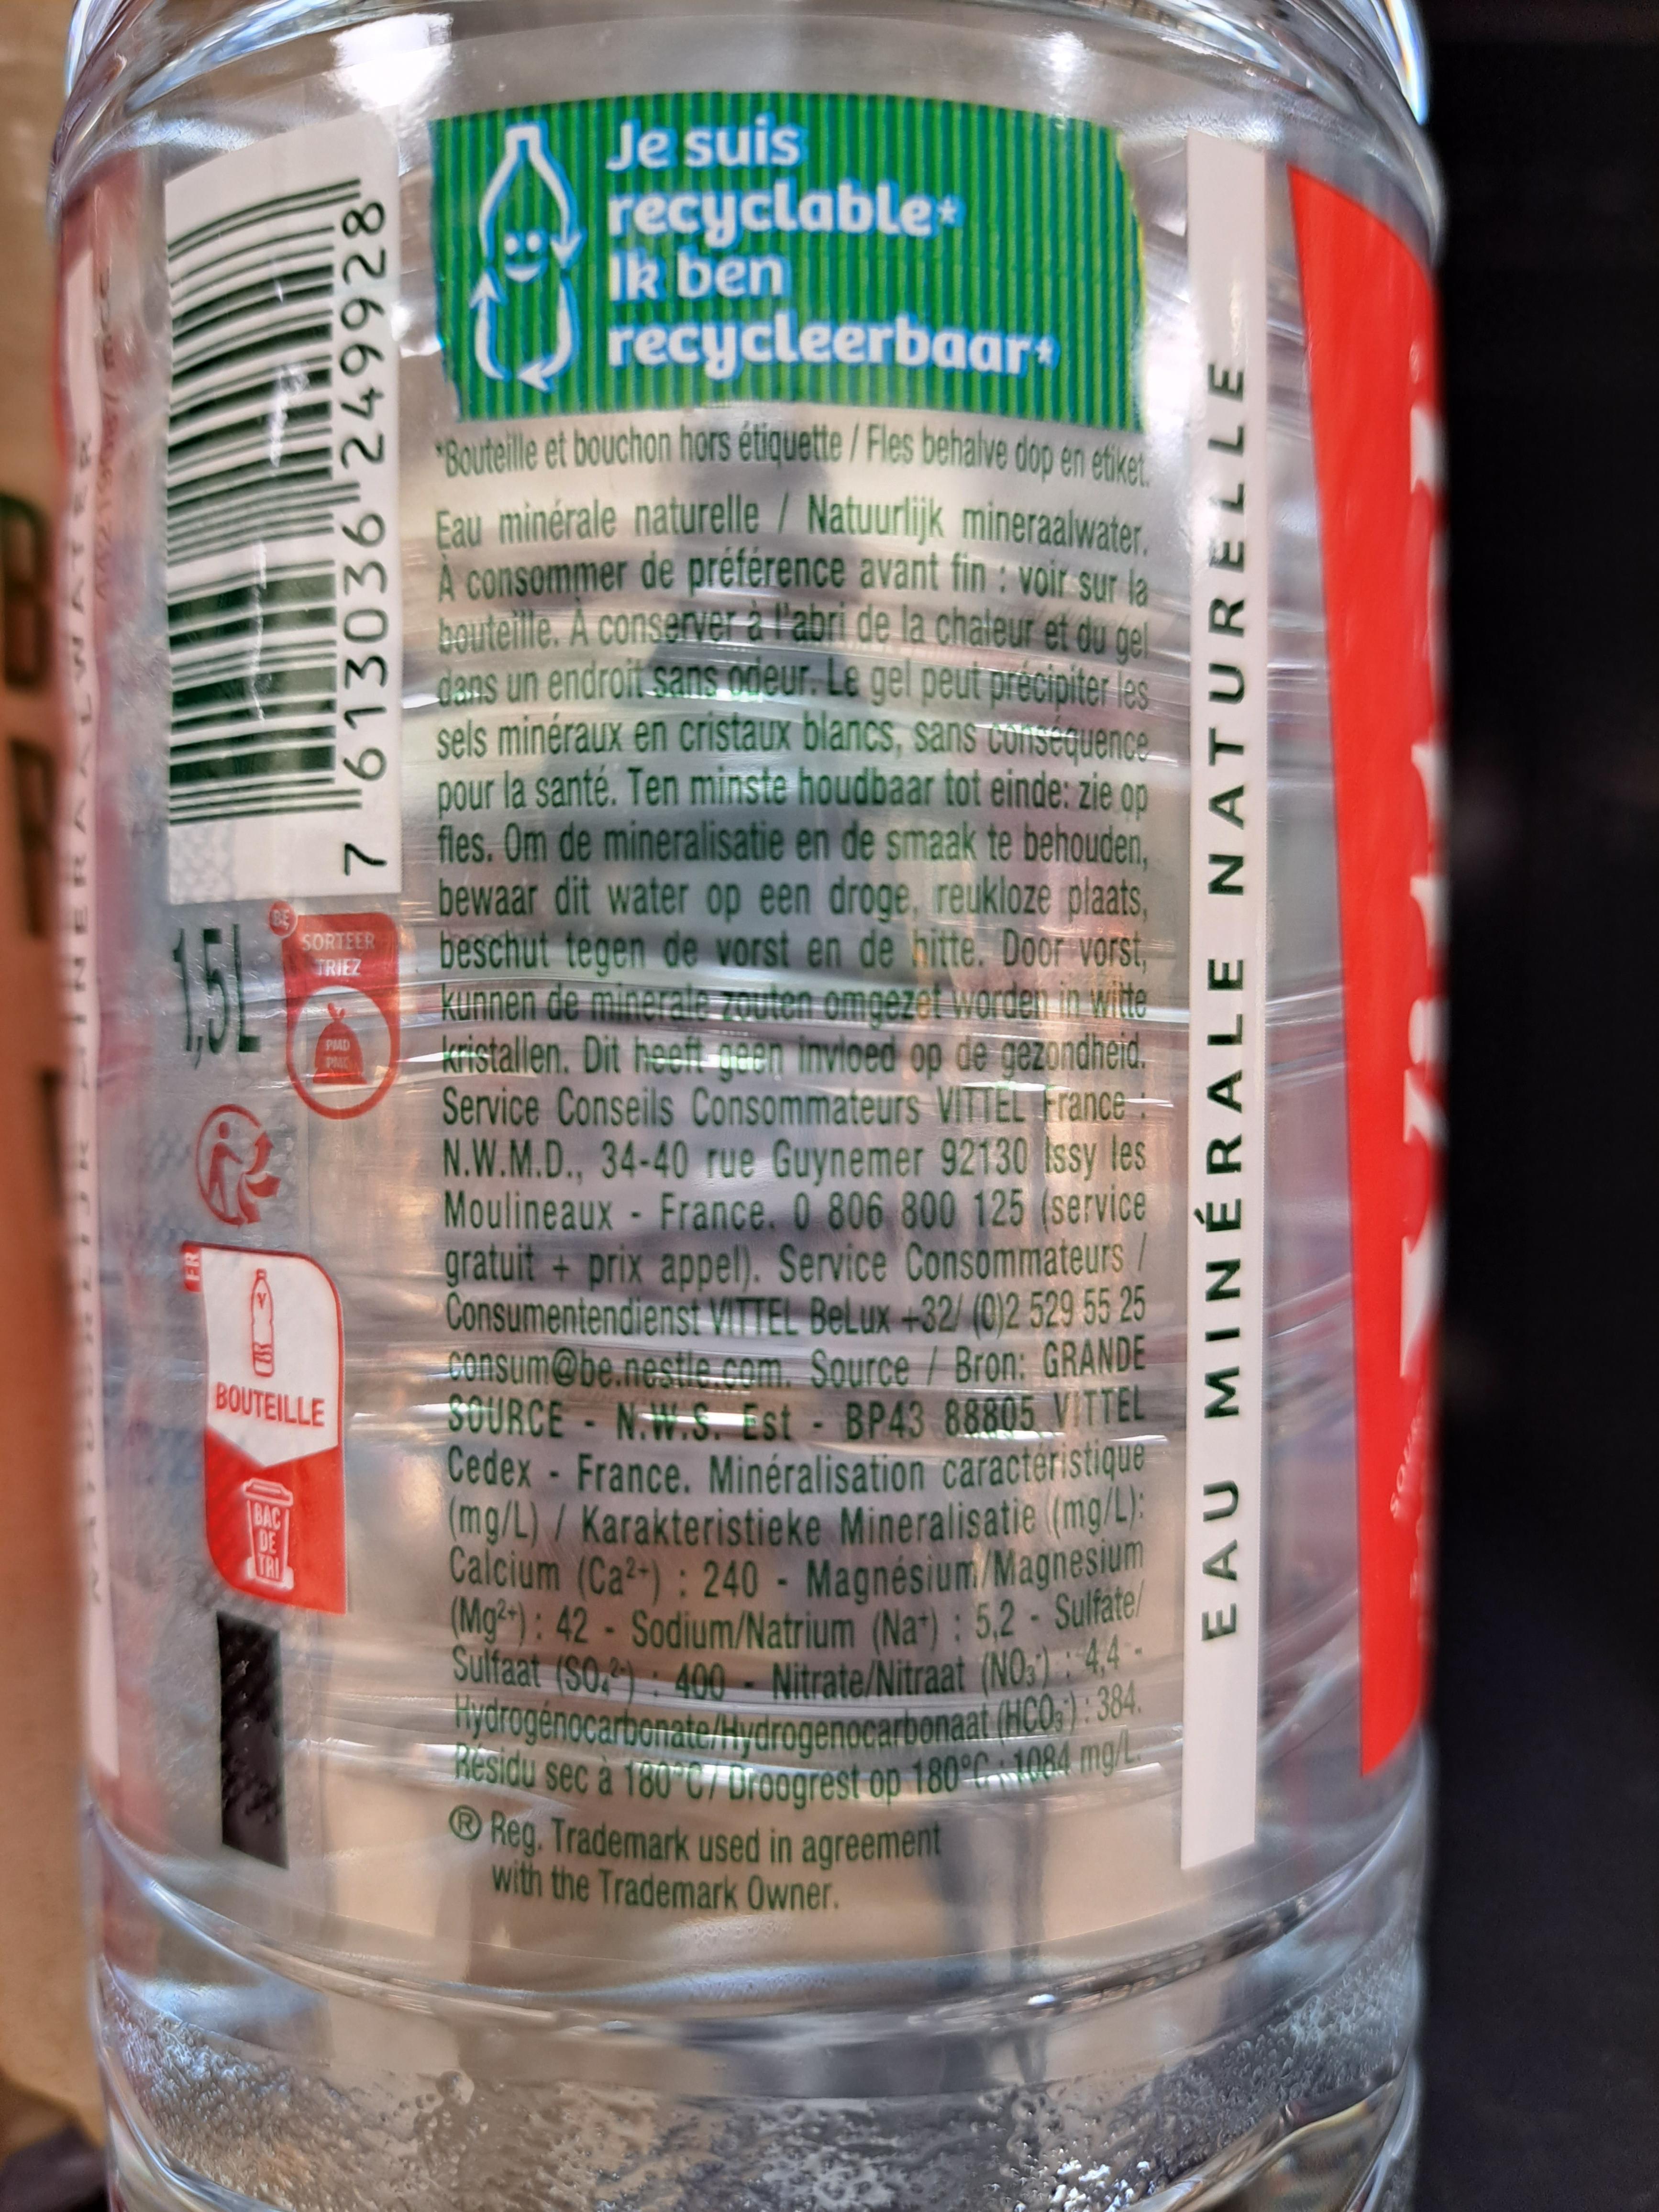 Je suis
recyclable*
Ik ben
recycleerbaar*
*Bouteille et bouchon hors étiquette / Fles behalve dop en etiket.
Eau minérale naturelle / Natuurlijk mineraalwater.
À consommer de préférence avant fin : voir sur la
bouteille. À conserver à l'abri de la chaleur et du gel
dans un endroit sans odeur. Le gel peut précipiter les
sels minéraux en cristaux blancs, sans conséquence
pour la santé. Ten minste houdbaar tot einde: zie op
fles. Om de mineralisatie en de smaak te behouden,
bewaar dit water op een droge, reukloze plaats,
beschut tegen de vorst en de hitte. Door vorst,
kunnen de minerale zouten omgezet worden in witte
kristallen. Dit heeft geen invloed op de gezondheid.
Service Conseils Consommateurs VITTEL France :
N.W.M.D., 34-40 rue Guynemer 92130 Issy les
Moulineaux - France. 0 806 800 125 (service
gratuit + prix appel). Service Consommateurs /
Consumentendienst VITTEL BeLux +32/ (0)2 529 55 25
consum@be.nestle.com. Source / Bron: GRANDE
SOURCE - N.W.S. Est - BP43 88805 VITTEL
Cedex - France. Minéralisation caractéristique
(mg/L) / Karakteristieke Mineralisatie (mg/L):
Calcium (Ca²⁺) : 240 - Magnésium/Magnesium
(Mg²⁺) : 42 - Sodium/Natrium (Na⁺) : 5,2 - Sulfate/
Sulfaat (SO₄²⁻) : 400 - Nitrate/Nitraat (NO₃⁻) : 4,4 -
Hydrogénocarbonate/Hydrogenocarbonaat (HCO₃⁻) : 384.
Résidu sec à 180°C / Droogrest op 180°C : 1084 mg/L.
® Reg. Trademark used in agreement
with the Trademark Owner.
7 613036 249928
1,5L
BE
SORTEER
TRIEZ
PMD
PMC
FR
BOUTEILLE
BAC
DE
TRI
EAU MINÉRALE NATURELLE
MINERAALWATER